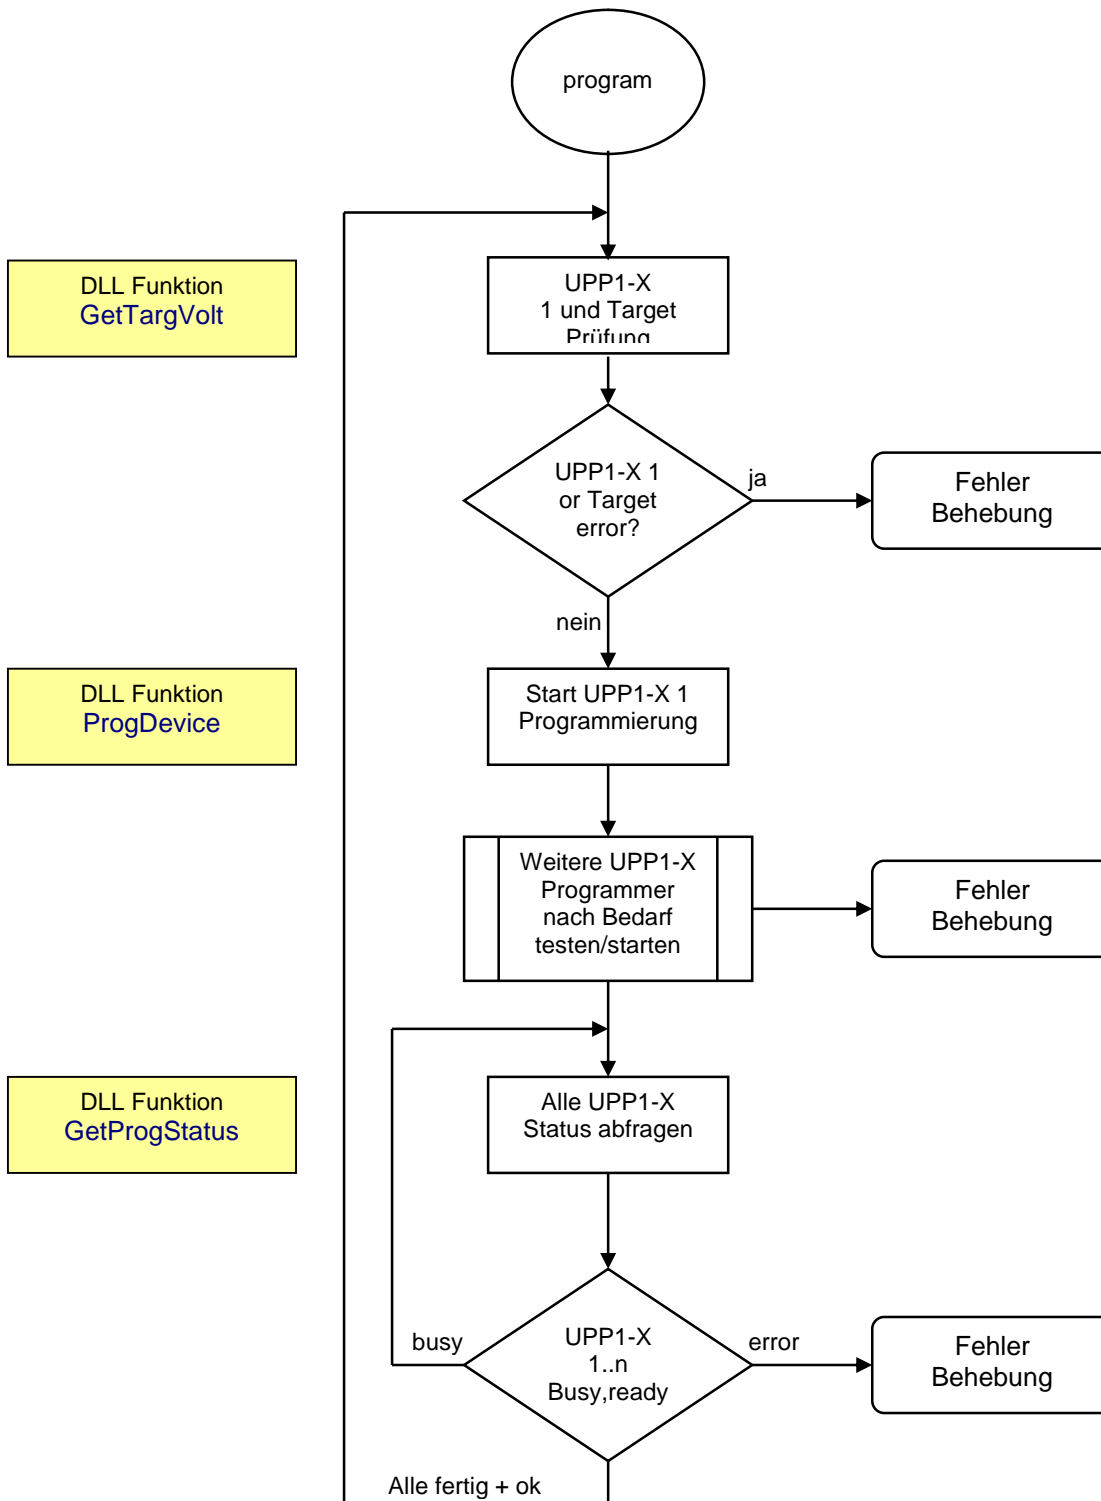 program
DLL Funktion
GetTargVolt
UPP1-X
1 und Target
Prüfung
UPP1-X 1
or Target
error?
ja
Fehler
Behebung
nein
DLL Funktion
ProgDevice
Start UPP1-X 1
Programmierung
Weitere UPP1-X
Programmer
nach Bedarf
testen/starten
Fehler
Behebung
DLL Funktion
GetProgStatus
Alle UPP1-X
Status abfragen
busy
UPP1-X
1..n
Busy,ready
error
Fehler
Behebung
Alle fertig + ok